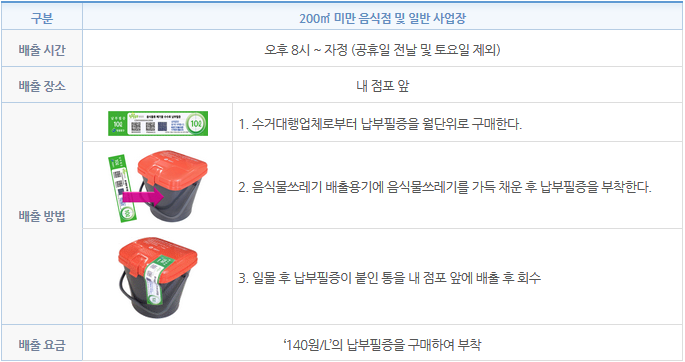 구분
200㎡ 미만 음식점 및 일반 사업장
배출 시간
오후 8시 ~ 자정 (공휴일 전날 및 토요일 제외)
배출 장소
내 점포 앞
배출 방법
1. 수거대행업체로부터 납부필증을 월단위로 구매한다.
2. 음식물쓰레기 배출용기에 음식물쓰레기를 가득 채운 후 납부필증을 부착한다.
3. 일몰 후 납부필증이 붙인 통을 내 점포 앞에 배출 후 회수
배출 요금
‘140원/L’의 납부필증을 구매하여 부착